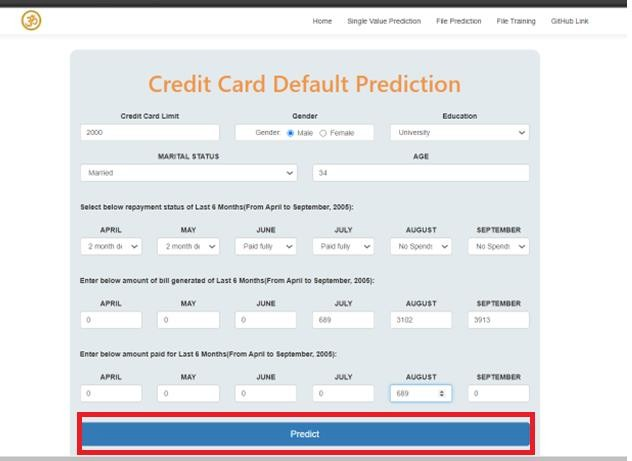 ॐ
Home Single Value Prediction File Prediction File Training GitHub Link
Credit Card Default Prediction
Credit Card Limit Gender Education
2000 Gender: Male Female University
MARITAL STATUS AGE
Married 34
Select below repayment status of Last 6 Months(From April to September, 2005):
APRIL MAY JUNE JULY AUGUST SEPTEMBER
2 month de 2 month de Paid fully Paid fully No Spends No Spends
Enter below amount of bill generated of Last 6 Months(From April to September, 2005):
APRIL MAY JUNE JULY AUGUST SEPTEMBER
0 0 0 689 3102 3913
Enter below amount paid for Last 6 Months(From April to September, 2005):
APRIL MAY JUNE JULY AUGUST SEPTEMBER
0 0 0 0 689 0
Predict